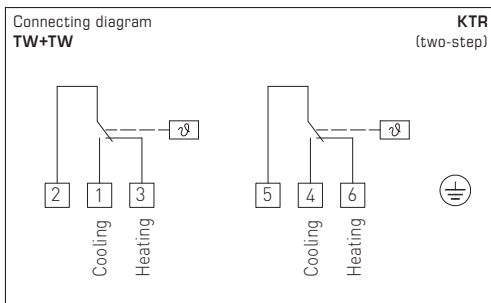 Connecting diagram
TW+TW
KTR
(two-step)
ϑ
ϑ
2
1
3
5
4
6
Cooling
Heating
Cooling
Heating